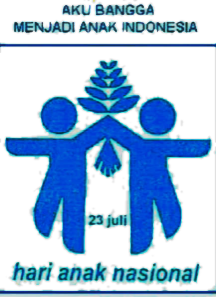 AKU BANGGA
MENJADI ANAK INDONESIA
23 juli
hari anak nasional